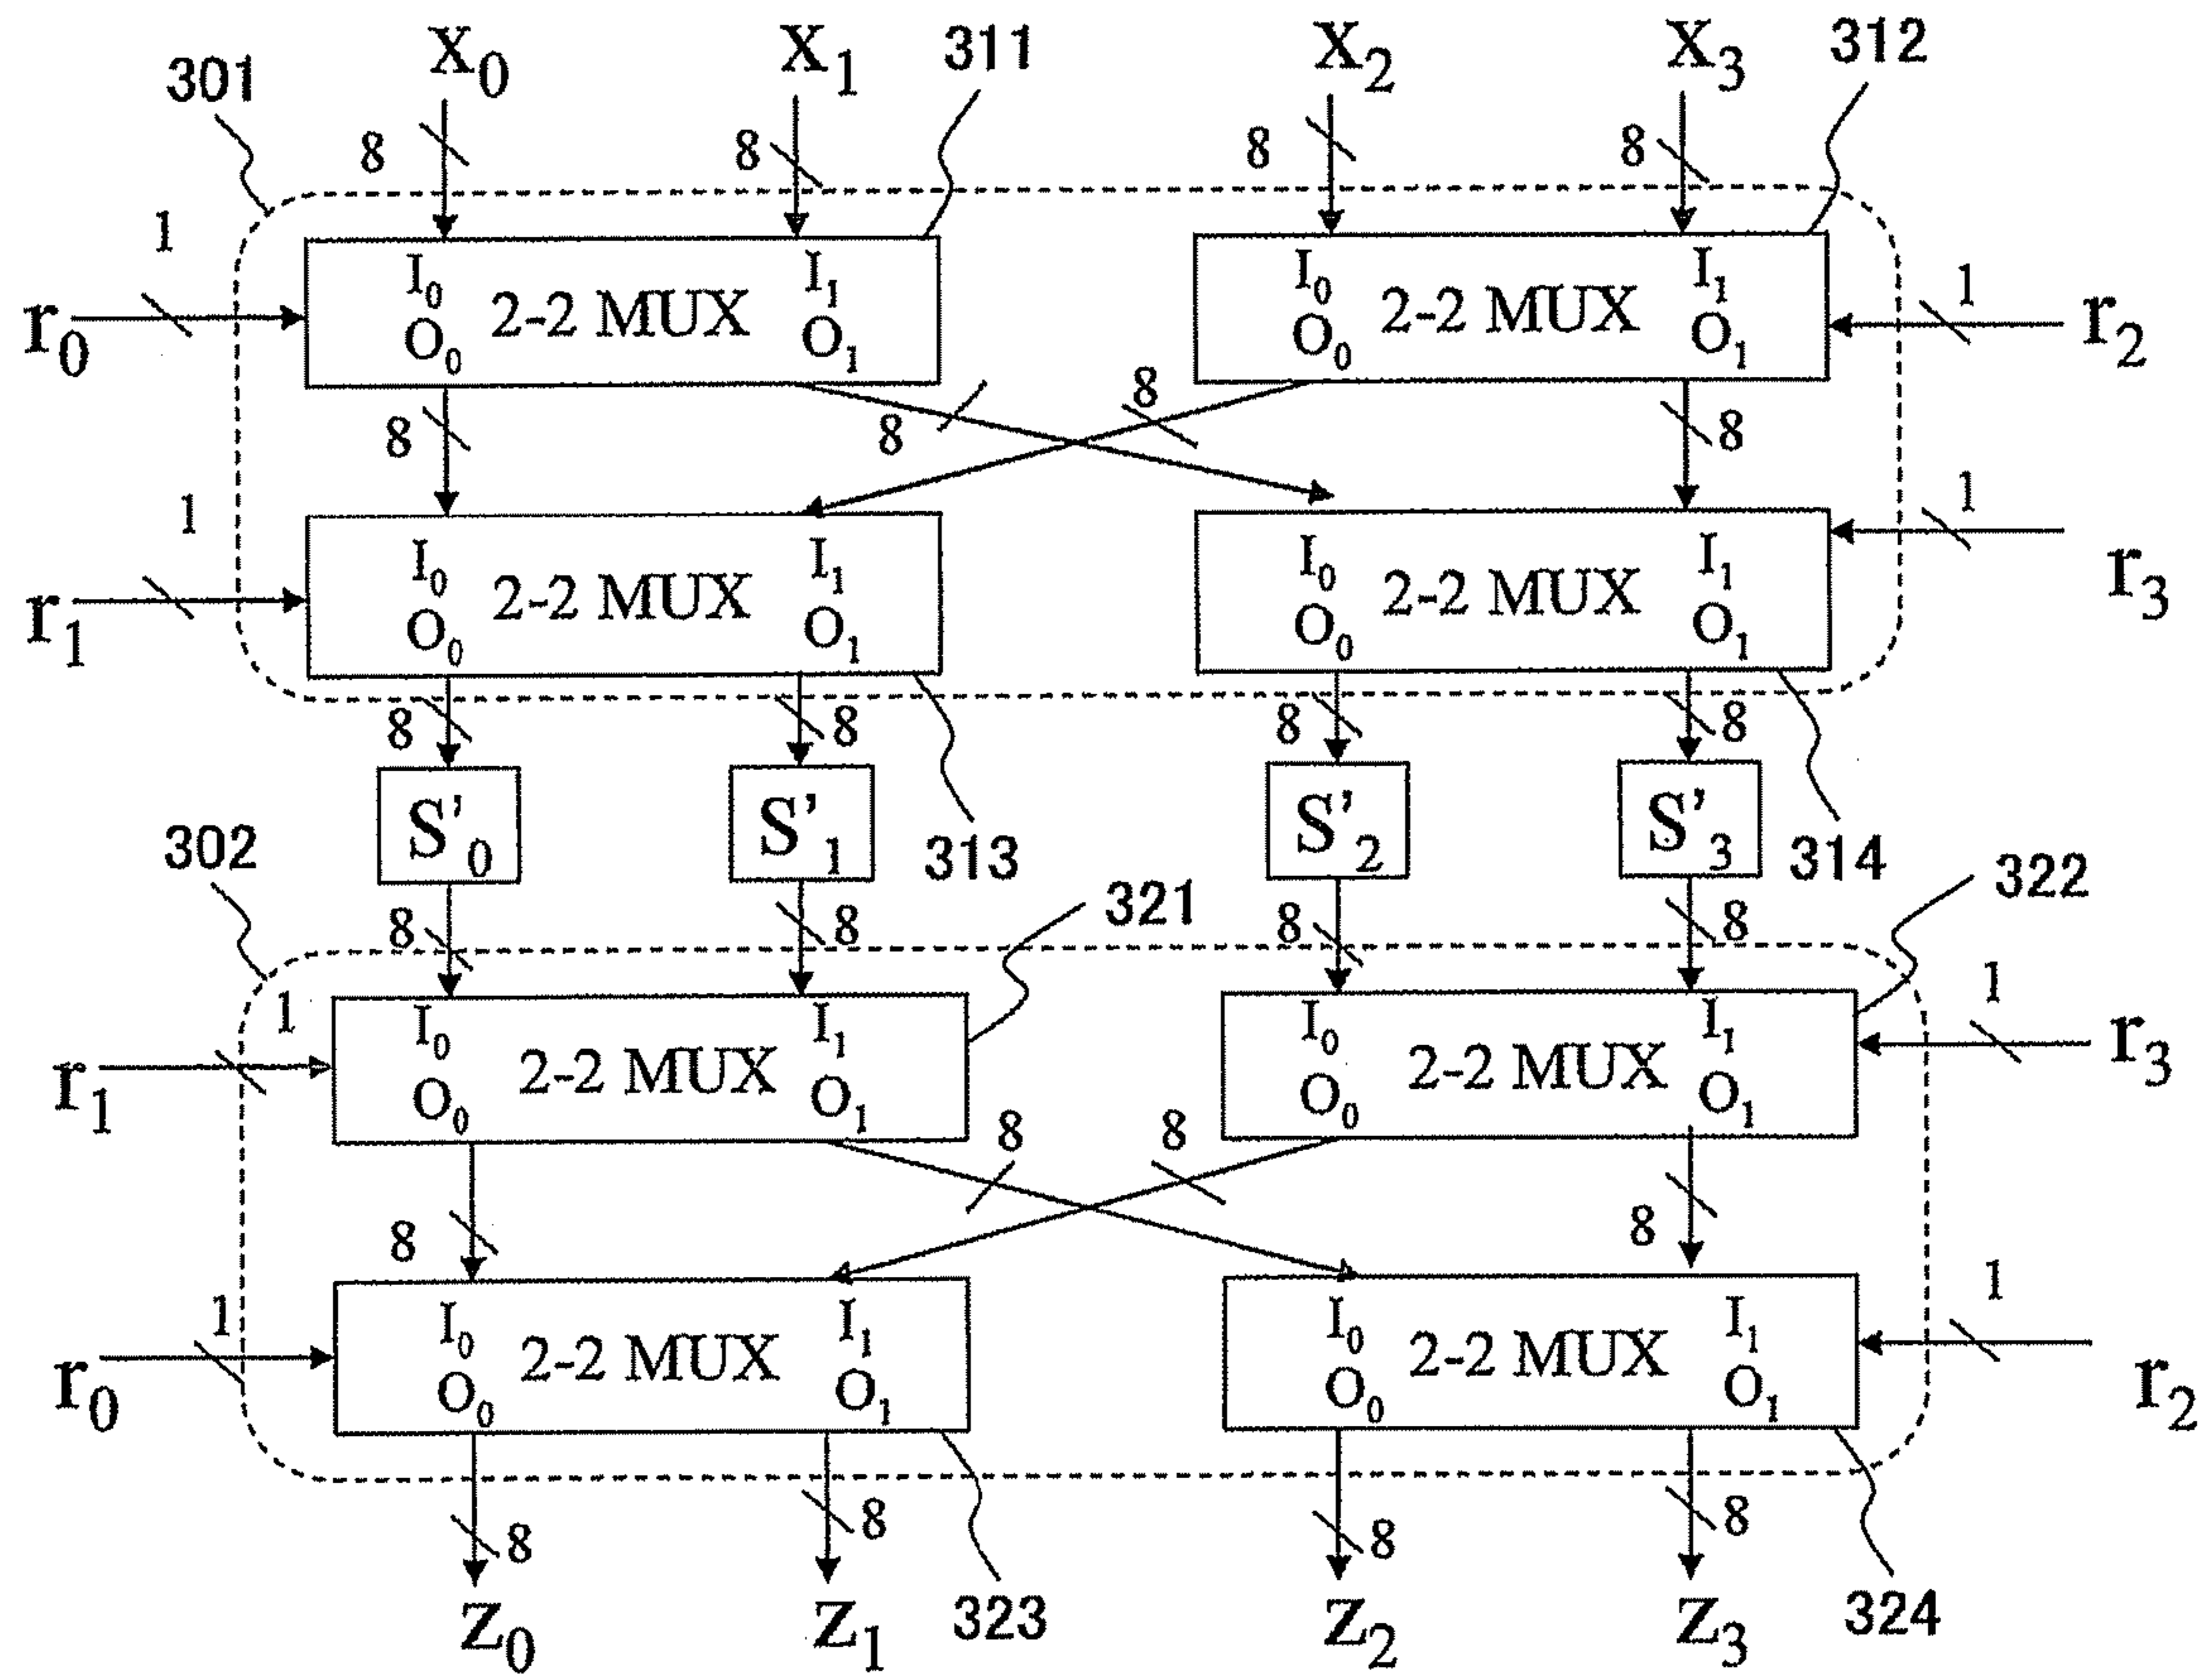 X0 X1 311 X2 X3 312
301
8 8 8 8
1
I0 I1 I0 I1 1
r0 2-2 MUX 2-2 MUX r2
O0 O1 O0 O1
8 8 8 8
1 1
I0 I1 I0 I1
r1 2-2 MUX 2-2 MUX r3
O0 O1 O0 O1
8 8 8 8
S'0 S'1 S'2 S'3
302 313 314 322
8 8 321 8 8
1 1
I0 I1 I0 I1
r1 2-2 MUX 2-2 MUX r3
O0 O1 O0 O1
8 8
8 8
1 1
I0 I1 I0 I1
r0 2-2 MUX 2-2 MUX r2
O0 O1 O0 O1
8 8 8 8
Z0 Z1 323 Z2 Z3 324